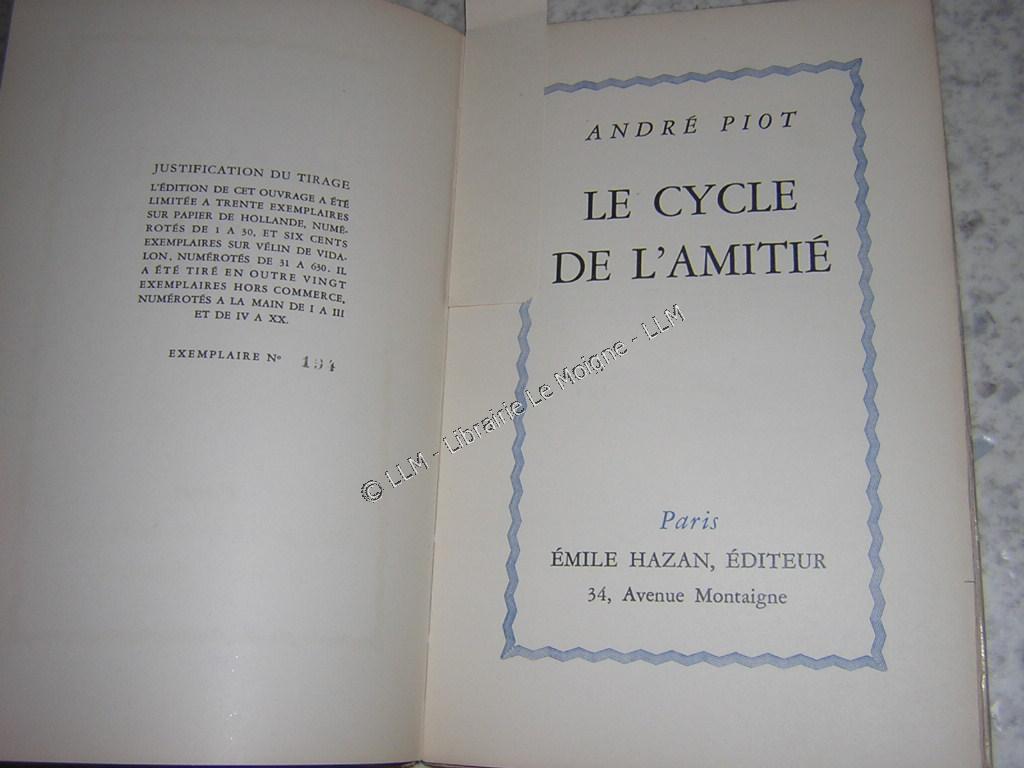 JUSTIFICATION DU TIRAGE
L'ÉDITION DE CET OUVRAGE A ÉTÉ
LIMITÉE A TRENTE EXEMPLAIRES
SUR PAPIER DE HOLLANDE, NUMÉ-
ROTÉS DE 1 A 30, ET SIX CENTS
EXEMPLAIRES SUR VÉLIN DE VIDA-
LON, NUMÉROTÉS DE 31 A 630. IL
A ÉTÉ TIRÉ EN OUTRE VINGT
EXEMPLAIRES HORS COMMERCE,
NUMÉROTÉS A LA MAIN DE I A III
ET DE IV A XX.
EXEMPLAIRE Nº 134
ANDRÉ PIOT
LE CYCLE
DE L'AMITIÉ
Paris
ÉMILE HAZAN, ÉDITEUR
34, Avenue Montaigne
© LLM - Librairie Le Moigne - LLM